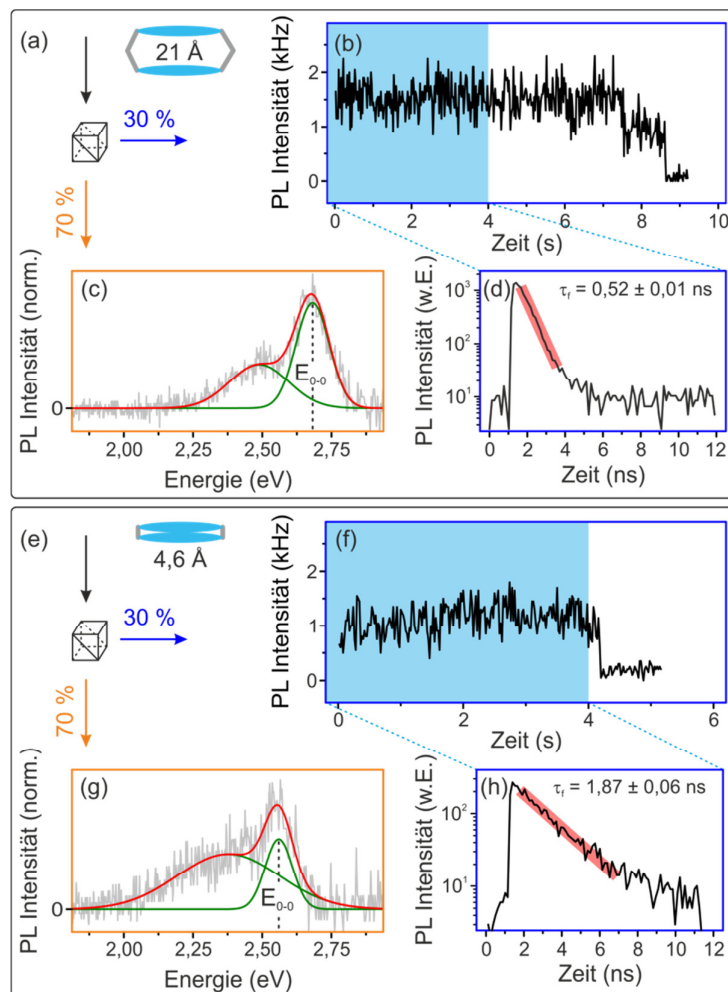 (a)
21 Å
30 %
70 %
(b)
PL Intensität (kHz)
2
1
0
0 2 4 6 8 10
Zeit (s)
(c)
PL Intensität (norm.)
0
E0-0
2,00 2,25 2,50 2,75
Energie (eV)
(d)
τf = 0,52 ± 0,01 ns
PL Intensität (w.E.)
10³
10²
10¹
0 2 4 6 8 10 12
Zeit (ns)
(e)
4,6 Å
30 %
70 %
(f)
PL Intensität (kHz)
2
1
0
0 2 4 6
Zeit (s)
(g)
PL Intensität (norm.)
0
E0-0
2,00 2,25 2,50 2,75
Energie (eV)
(h)
τf = 1,87 ± 0,06 ns
PL Intensität (w.E.)
10²
10¹
0 2 4 6 8 10 12
Zeit (ns)